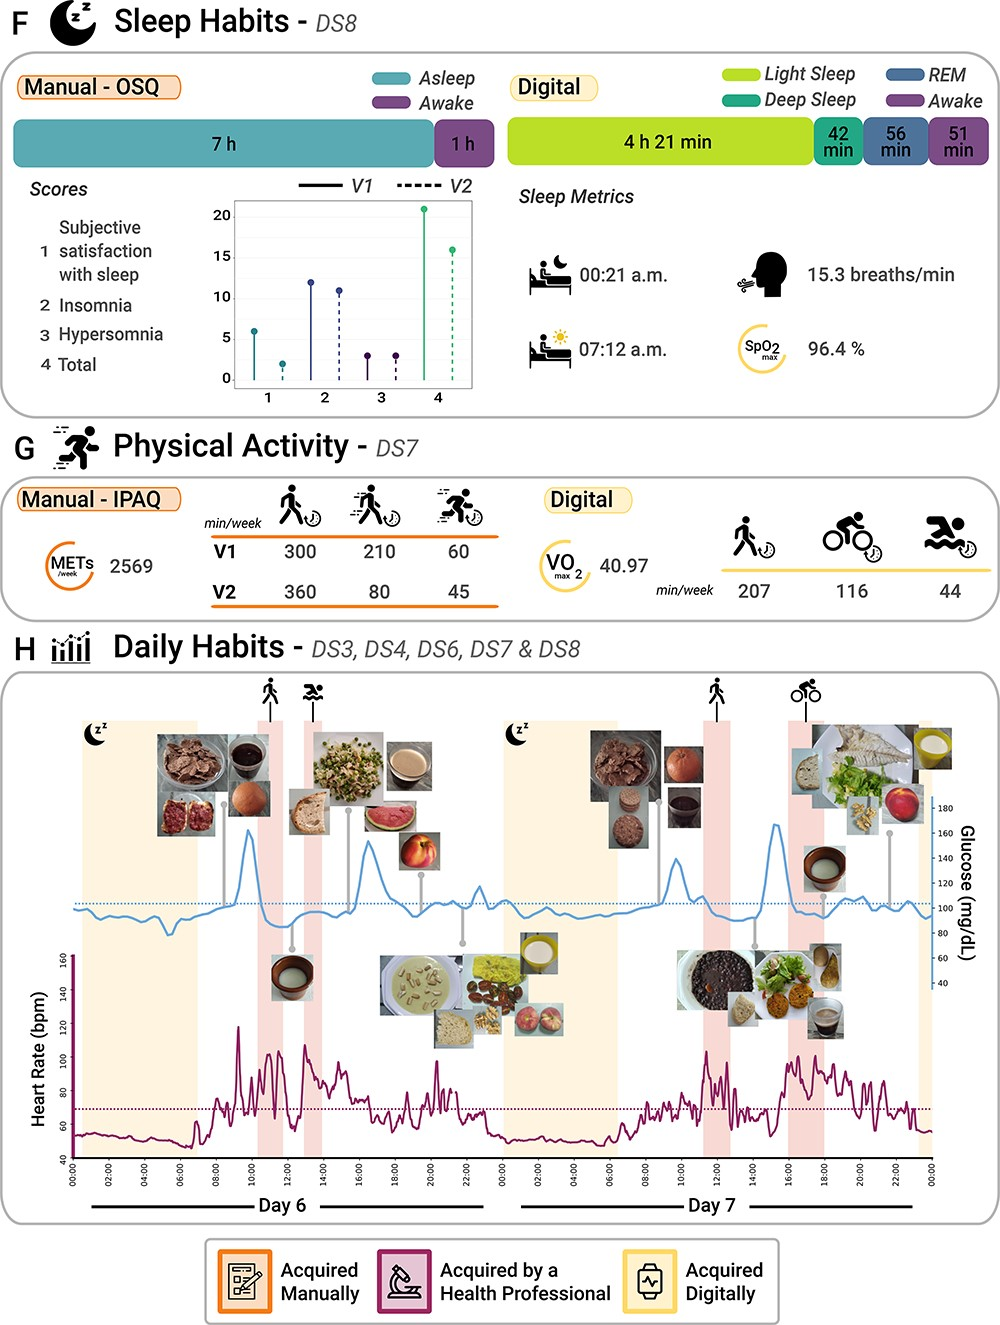 F Sleep Habits - DS8
Manual - OSQ
Asleep
Awake
7 h
1 h
Digital
Light Sleep
REM
Deep Sleep
Awake
4 h 21 min
42 min
56 min
51 min
Scores
V1
V2
1 Subjective satisfaction with sleep
2 Insomnia
3 Hypersomnia
4 Total
20
15
10
5
0
1 2 3 4
Sleep Metrics
00:21 a.m.
15.3 breaths/min
07:12 a.m.
SpO2 max
96.4 %
G Physical Activity - DS7
Manual - IPAQ
METs /week
2569
min/week
V1 300 210 60
V2 360 80 45
Digital
VO2 max
40.97
min/week 207 116 44
H Daily Habits - DS3, DS4, DS6, DS7 & DS8
z z
z z
180
160
140
120
100
80
60
40
Glucose (mg/dL)
160
140
120
100
80
60
40
Heart Rate (bpm)
00:00 02:00 04:00 06:00 08:00 10:00 12:00 14:00 16:00 18:00 20:00 22:00 00:00 02:00 04:00 06:00 08:00 10:00 12:00 14:00 16:00 18:00 20:00 22:00 00:00
Day 6
Day 7
Acquired Manually
Acquired by a Health Professional
Acquired Digitally